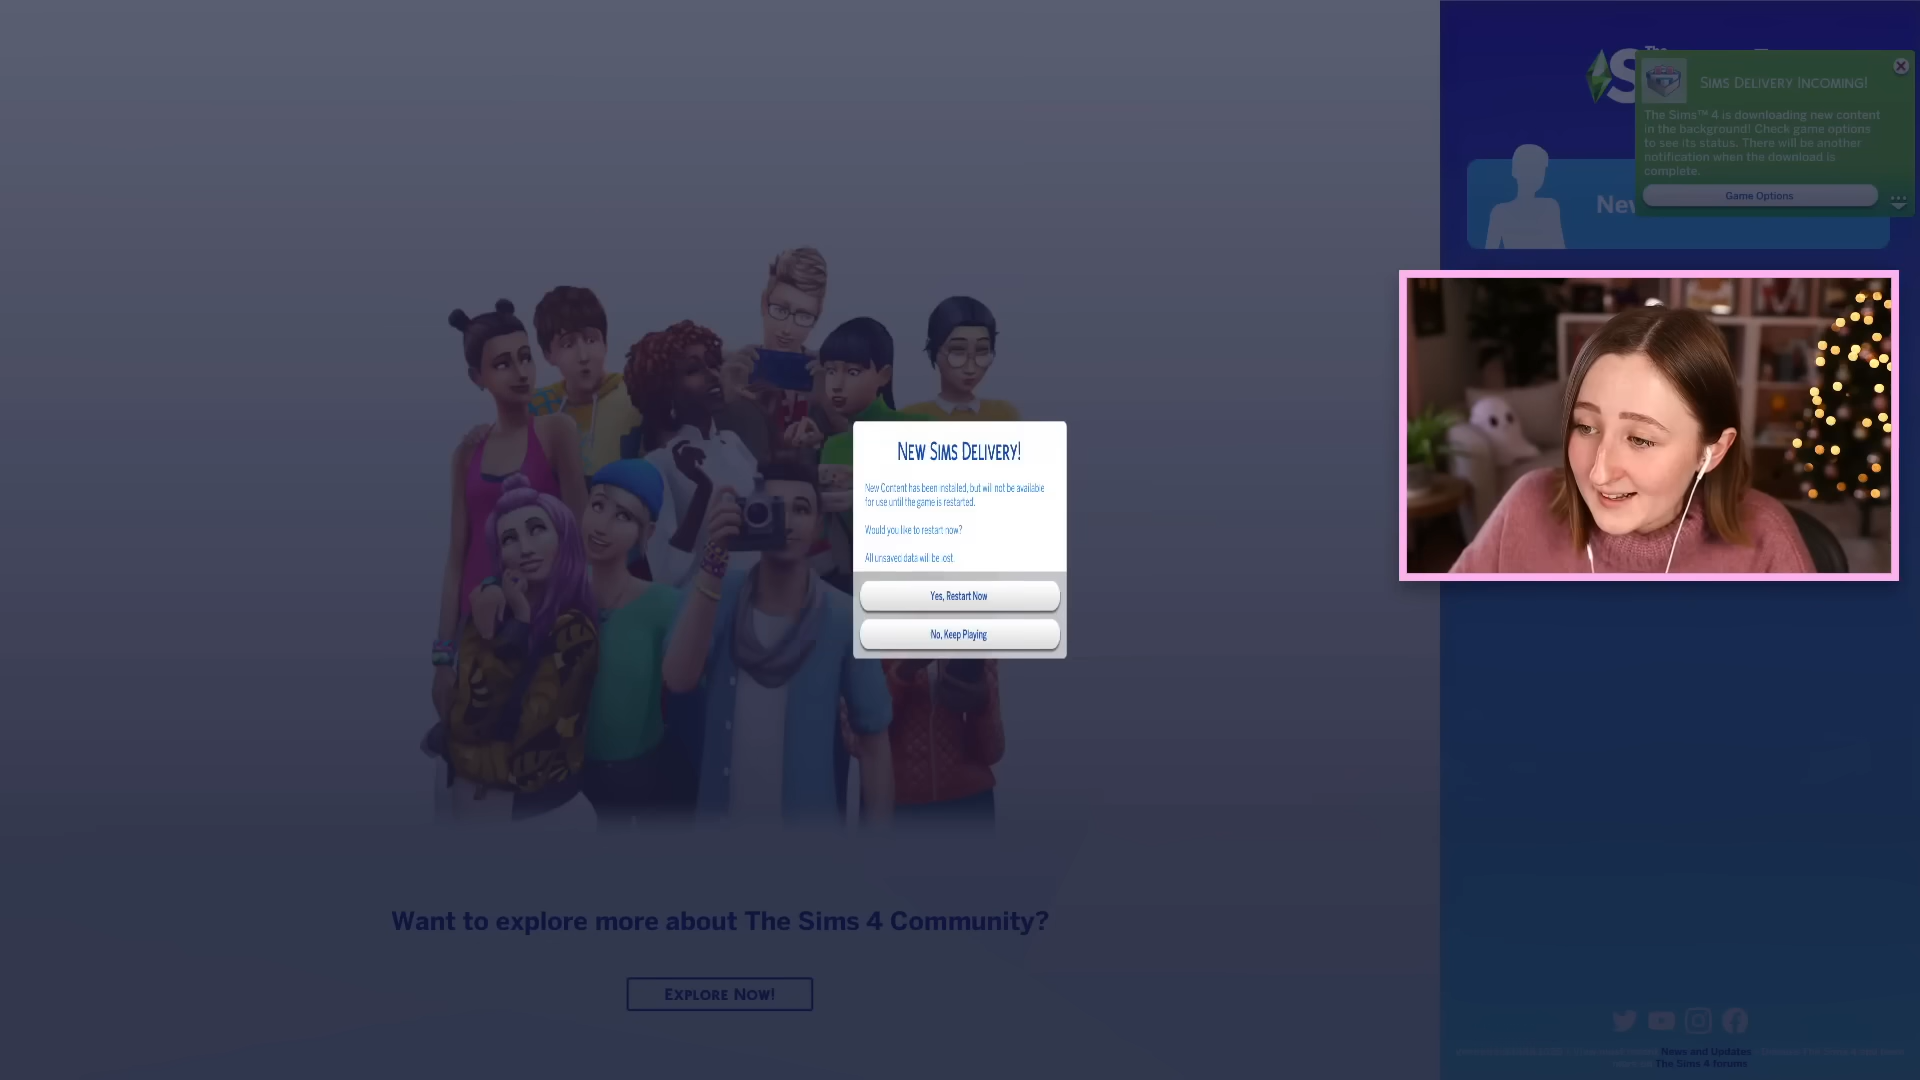 The
S
SIMS DELIVERY INCOMING!
The Sims™ 4 is downloading new content
in the background! Check game options
to see its status. There will be another
notification when the download is
complete.
Game Options
New
NEW SIMS DELIVERY!
New Content has been installed, but will not be available
for use until the game is restarted.
Would you like to restart now?
All unsaved data will be lost.
Yes, Restart Now
No, Keep Playing
Want to explore more about The Sims 4 Community?
EXPLORE NOW!
News and Updates
The Sims 4 forums